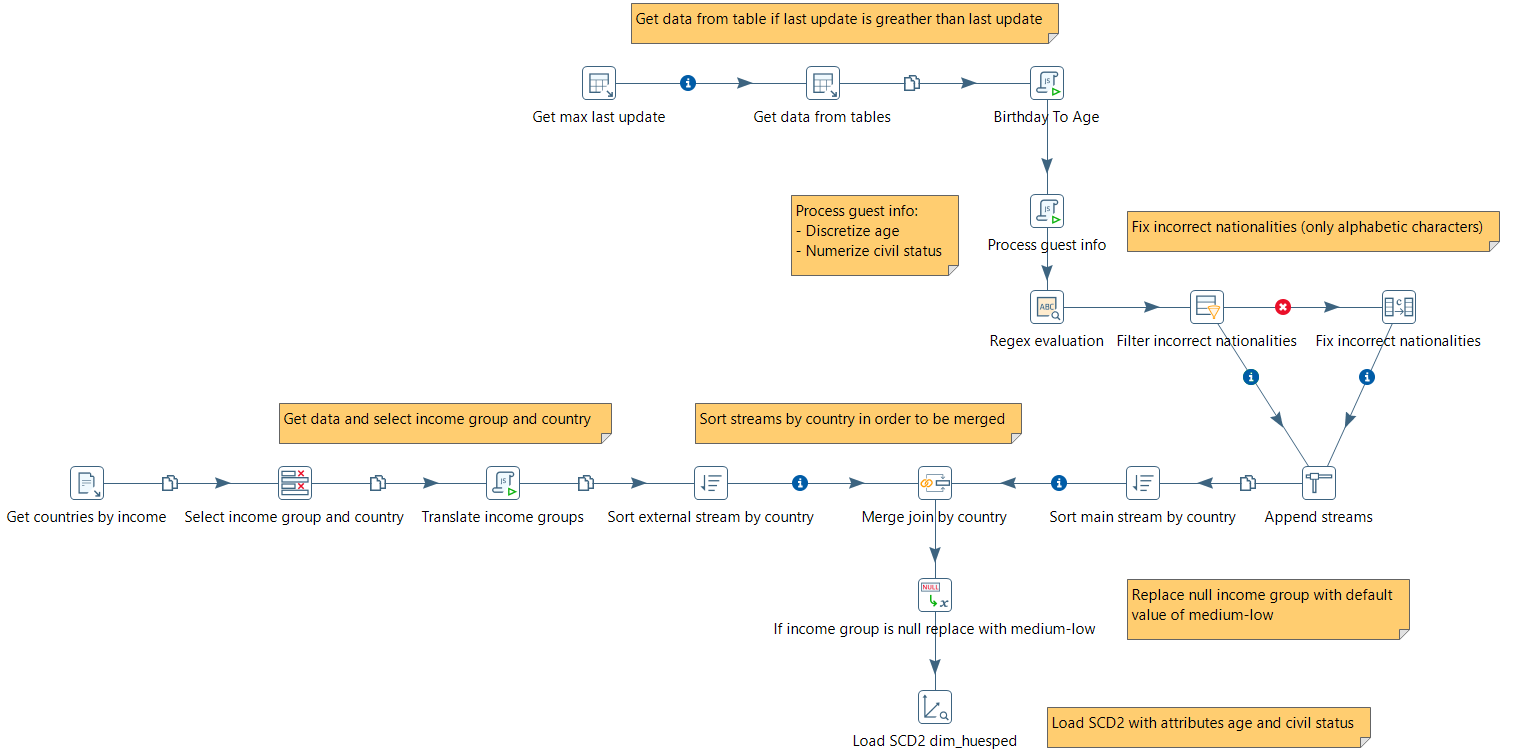 Get data from table if last update is greather than last update
Get max last update
Get data from tables
Birthday To Age
Process guest info:
- Discretize age
- Numerize civil status
Process guest info
Fix incorrect nationalities (only alphabetic characters)
ABC
Regex evaluation
Filter incorrect nationalities
Fix incorrect nationalities
Get data and select income group and country
Sort streams by country in order to be merged
Get countries by income
Select income group and country
Translate income groups
Sort external stream by country
Merge join by country
Sort main stream by country
Append streams
NULL
x
If income group is null replace with medium-low
Replace null income group with default
value of medium-low
Load SCD2 dim_huesped
Load SCD2 with attributes age and civil status